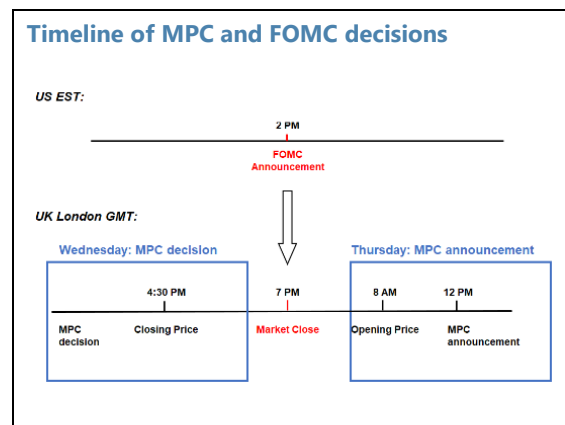 Timeline of MPC and FOMC decisions
US EST:
2 PM
FOMC
Announcement
UK London GMT:
Wednesday: MPC decision
Thursday: MPC announcement
4:30 PM
7 PM
8 AM
12 PM
MPC
decision
Closing Price
Market Close
Opening Price
MPC
announcement